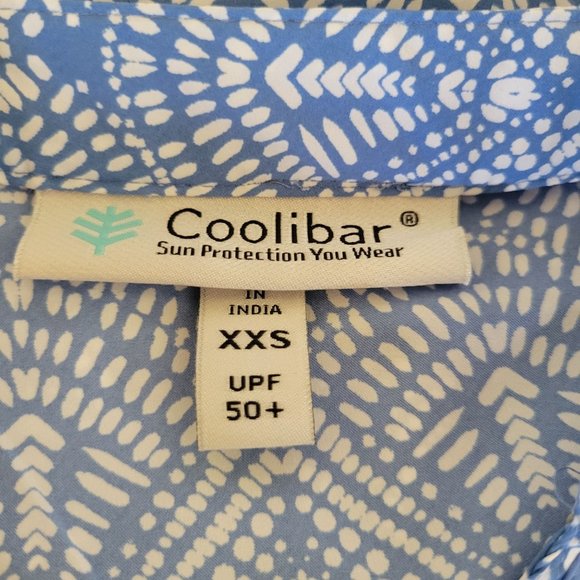 Coolibar®
Sun Protection You Wear
IN
INDIA
XXS
UPF
50+